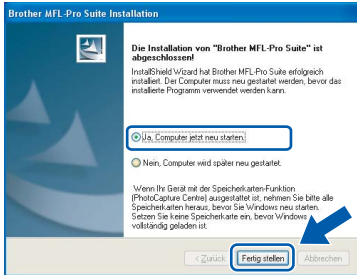 Brother MFL-Pro Suite Installation
Die Installation von "Brother MFL-Pro Suite" ist
abgeschlossen!
InstallShield Wizard hat Brother MFL-Pro Suite erfolgreich
installiert. Der Computer muss neu gestartet werden, bevor das
installierte Programm verwendet werden kann.
Ja, Computer jetzt neu starten.
Nein, Computer wird später neu gestartet.
Wenn Ihr Gerät mit der Speicherkarten-Funktion
(PhotoCapture Centre) ausgestattet ist, nehmen Sie bitte alle
Speicherkarten heraus, bevor Sie Windows neu starten.
Setzen Sie keine Speicherkarte ein, bevor Windows
vollständig geladen ist.
< Zurück
Fertig stellen
Abbrechen